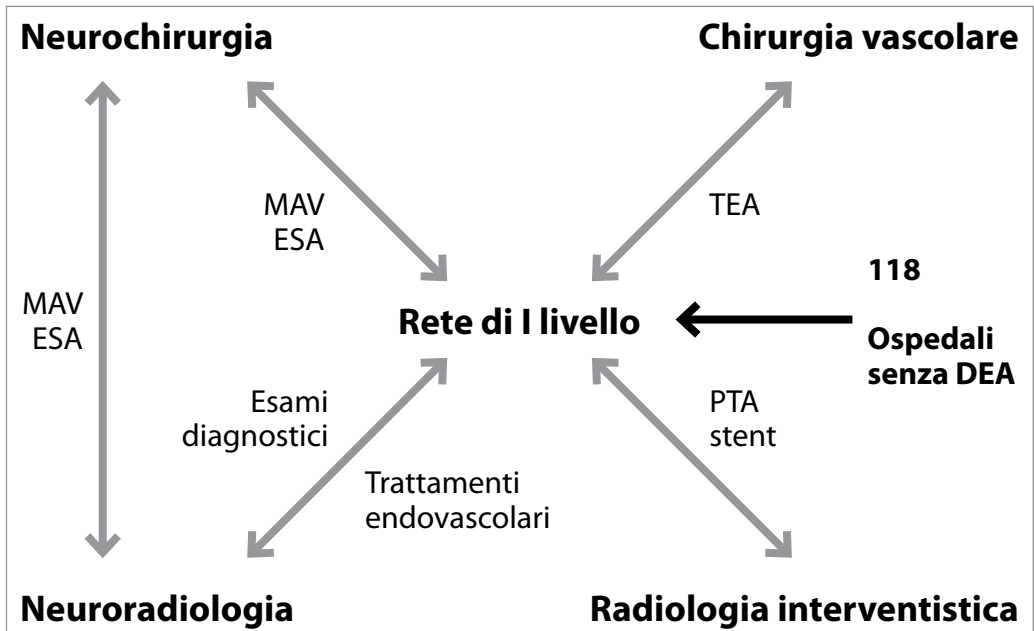 Neurochirurgia
Chirurgia vascolare
MAV
ESA
TEA
MAV
ESA
118
Rete di I livello
Ospedali
senza DEA
Esami
diagnostici
PTA
stent
Trattamenti
endovascolari
Neuroradiologia
Radiologia interventistica